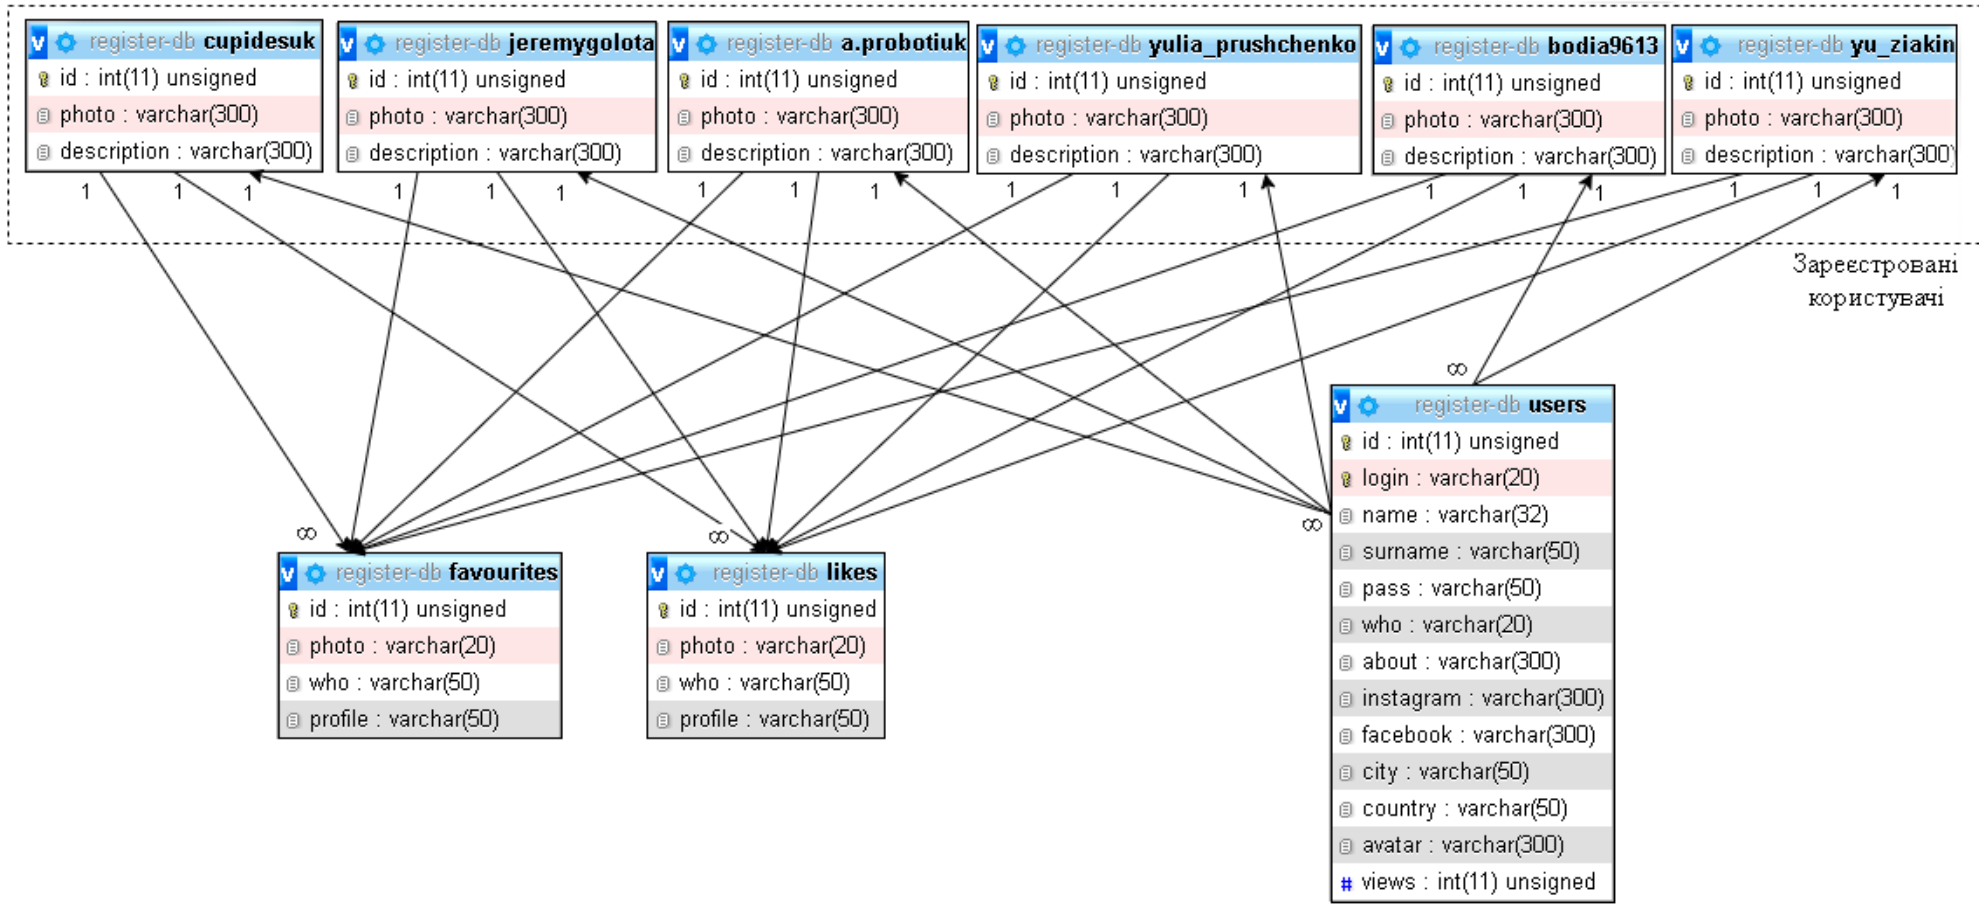 register-db cupidesuk
id : int(11) unsigned
photo : varchar(300)
description : varchar(300)
register-db jeremygolota
id : int(11) unsigned
photo : varchar(300)
description : varchar(300)
register-db a.probotiuk
id : int(11) unsigned
photo : varchar(300)
description : varchar(300)
register-db yulia_prushchenko
id : int(11) unsigned
photo : varchar(300)
description : varchar(300)
register-db bodia9613
id : int(11) unsigned
photo : varchar(300)
description : varchar(300)
register-db yu_ziakin
id : int(11) unsigned
photo : varchar(300)
description : varchar(300)
1 1 1 1 1 1 1 1 1 1 1 1 1 1 1 1 1 1
Зареєстровані
користувачі
∞
∞
∞
∞
register-db favourites
id : int(11) unsigned
photo : varchar(20)
who : varchar(50)
profile : varchar(50)
register-db likes
id : int(11) unsigned
photo : varchar(20)
who : varchar(50)
profile : varchar(50)
register-db users
id : int(11) unsigned
login : varchar(20)
name : varchar(32)
surname : varchar(50)
pass : varchar(50)
who : varchar(20)
about : varchar(300)
instagram : varchar(300)
facebook : varchar(300)
city : varchar(50)
country : varchar(50)
avatar : varchar(300)
# views : int(11) unsigned